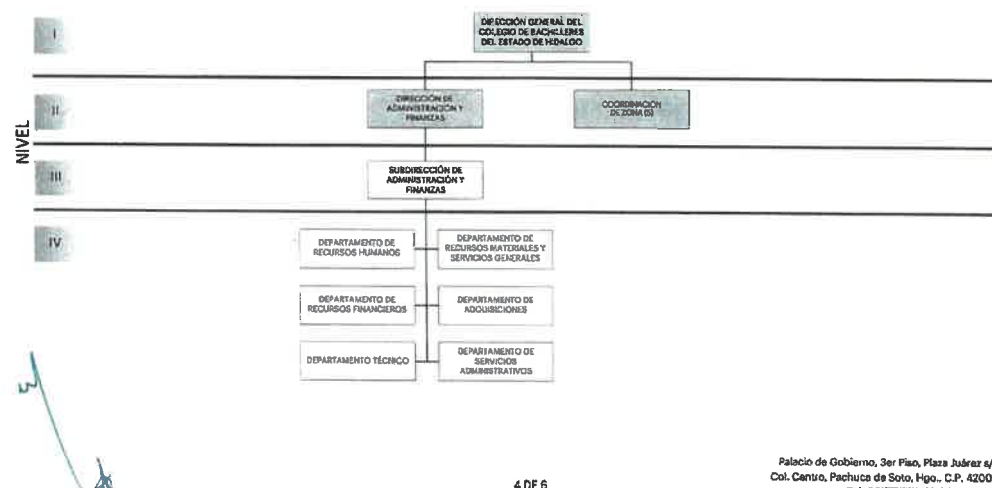 I
DIRECCIÓN GENERAL DEL
COLEGIO DE BACHILLERES
DEL ESTADO DE HIDALGO
NIVEL
II
DIRECCIÓN DE
ADMINISTRACIÓN Y
FINANZAS
COORDINACIÓN
DE ZONA (S)
III
SUBDIRECCIÓN DE
ADMINISTRACIÓN Y
FINANZAS
IV
DEPARTAMENTO DE
RECURSOS HUMANOS
DEPARTAMENTO DE
RECURSOS MATERIALES Y
SERVICIOS GENERALES
DEPARTAMENTO DE
RECURSOS FINANCIEROS
DEPARTAMENTO DE
ADQUISICIONES
DEPARTAMENTO TÉCNICO
DEPARTAMENTO DE
SERVICIOS
ADMINISTRATIVOS
4 DE 6
Palacio de Gobierno, 3er Piso, Plaza Juárez s/
Col. Centro, Pachuca de Soto, Hgo., C.P. 4200